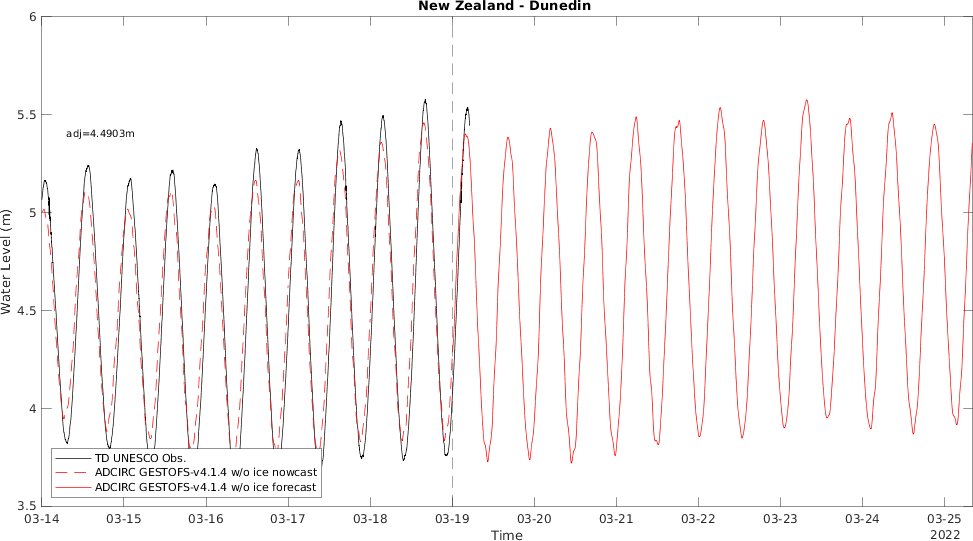 New Zealand - Dunedin
6
5.5
adj=4.4903m
5
Water Level (m)
4.5
4
TD UNESCO Obs.
ADCIRC GESTOFS-v4.1.4 w/o ice nowcast
ADCIRC GESTOFS-v4.1.4 w/o ice forecast
3.5
03-14 03-15 03-16 03-17 03-18 03-19 03-20 03-21 03-22 03-23 03-24 03-25
Time 2022